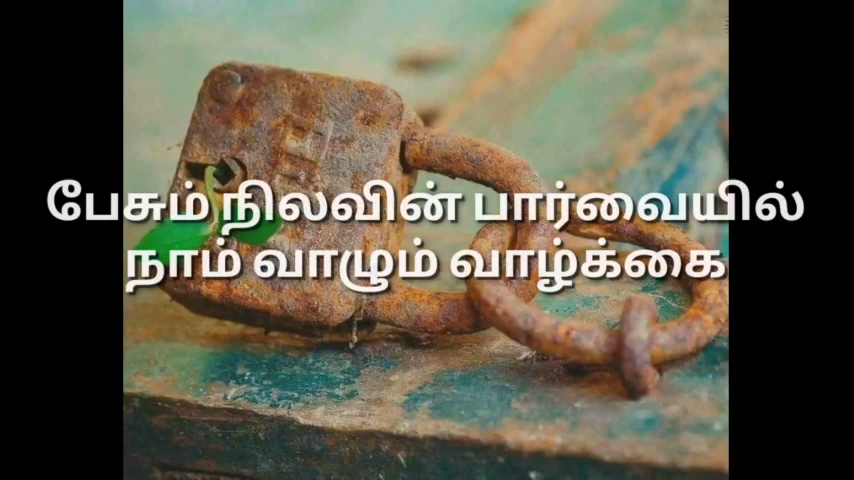 பேசும் நிலவின் பார்வையில்
நாம் வாழும் வாழ்க்கை